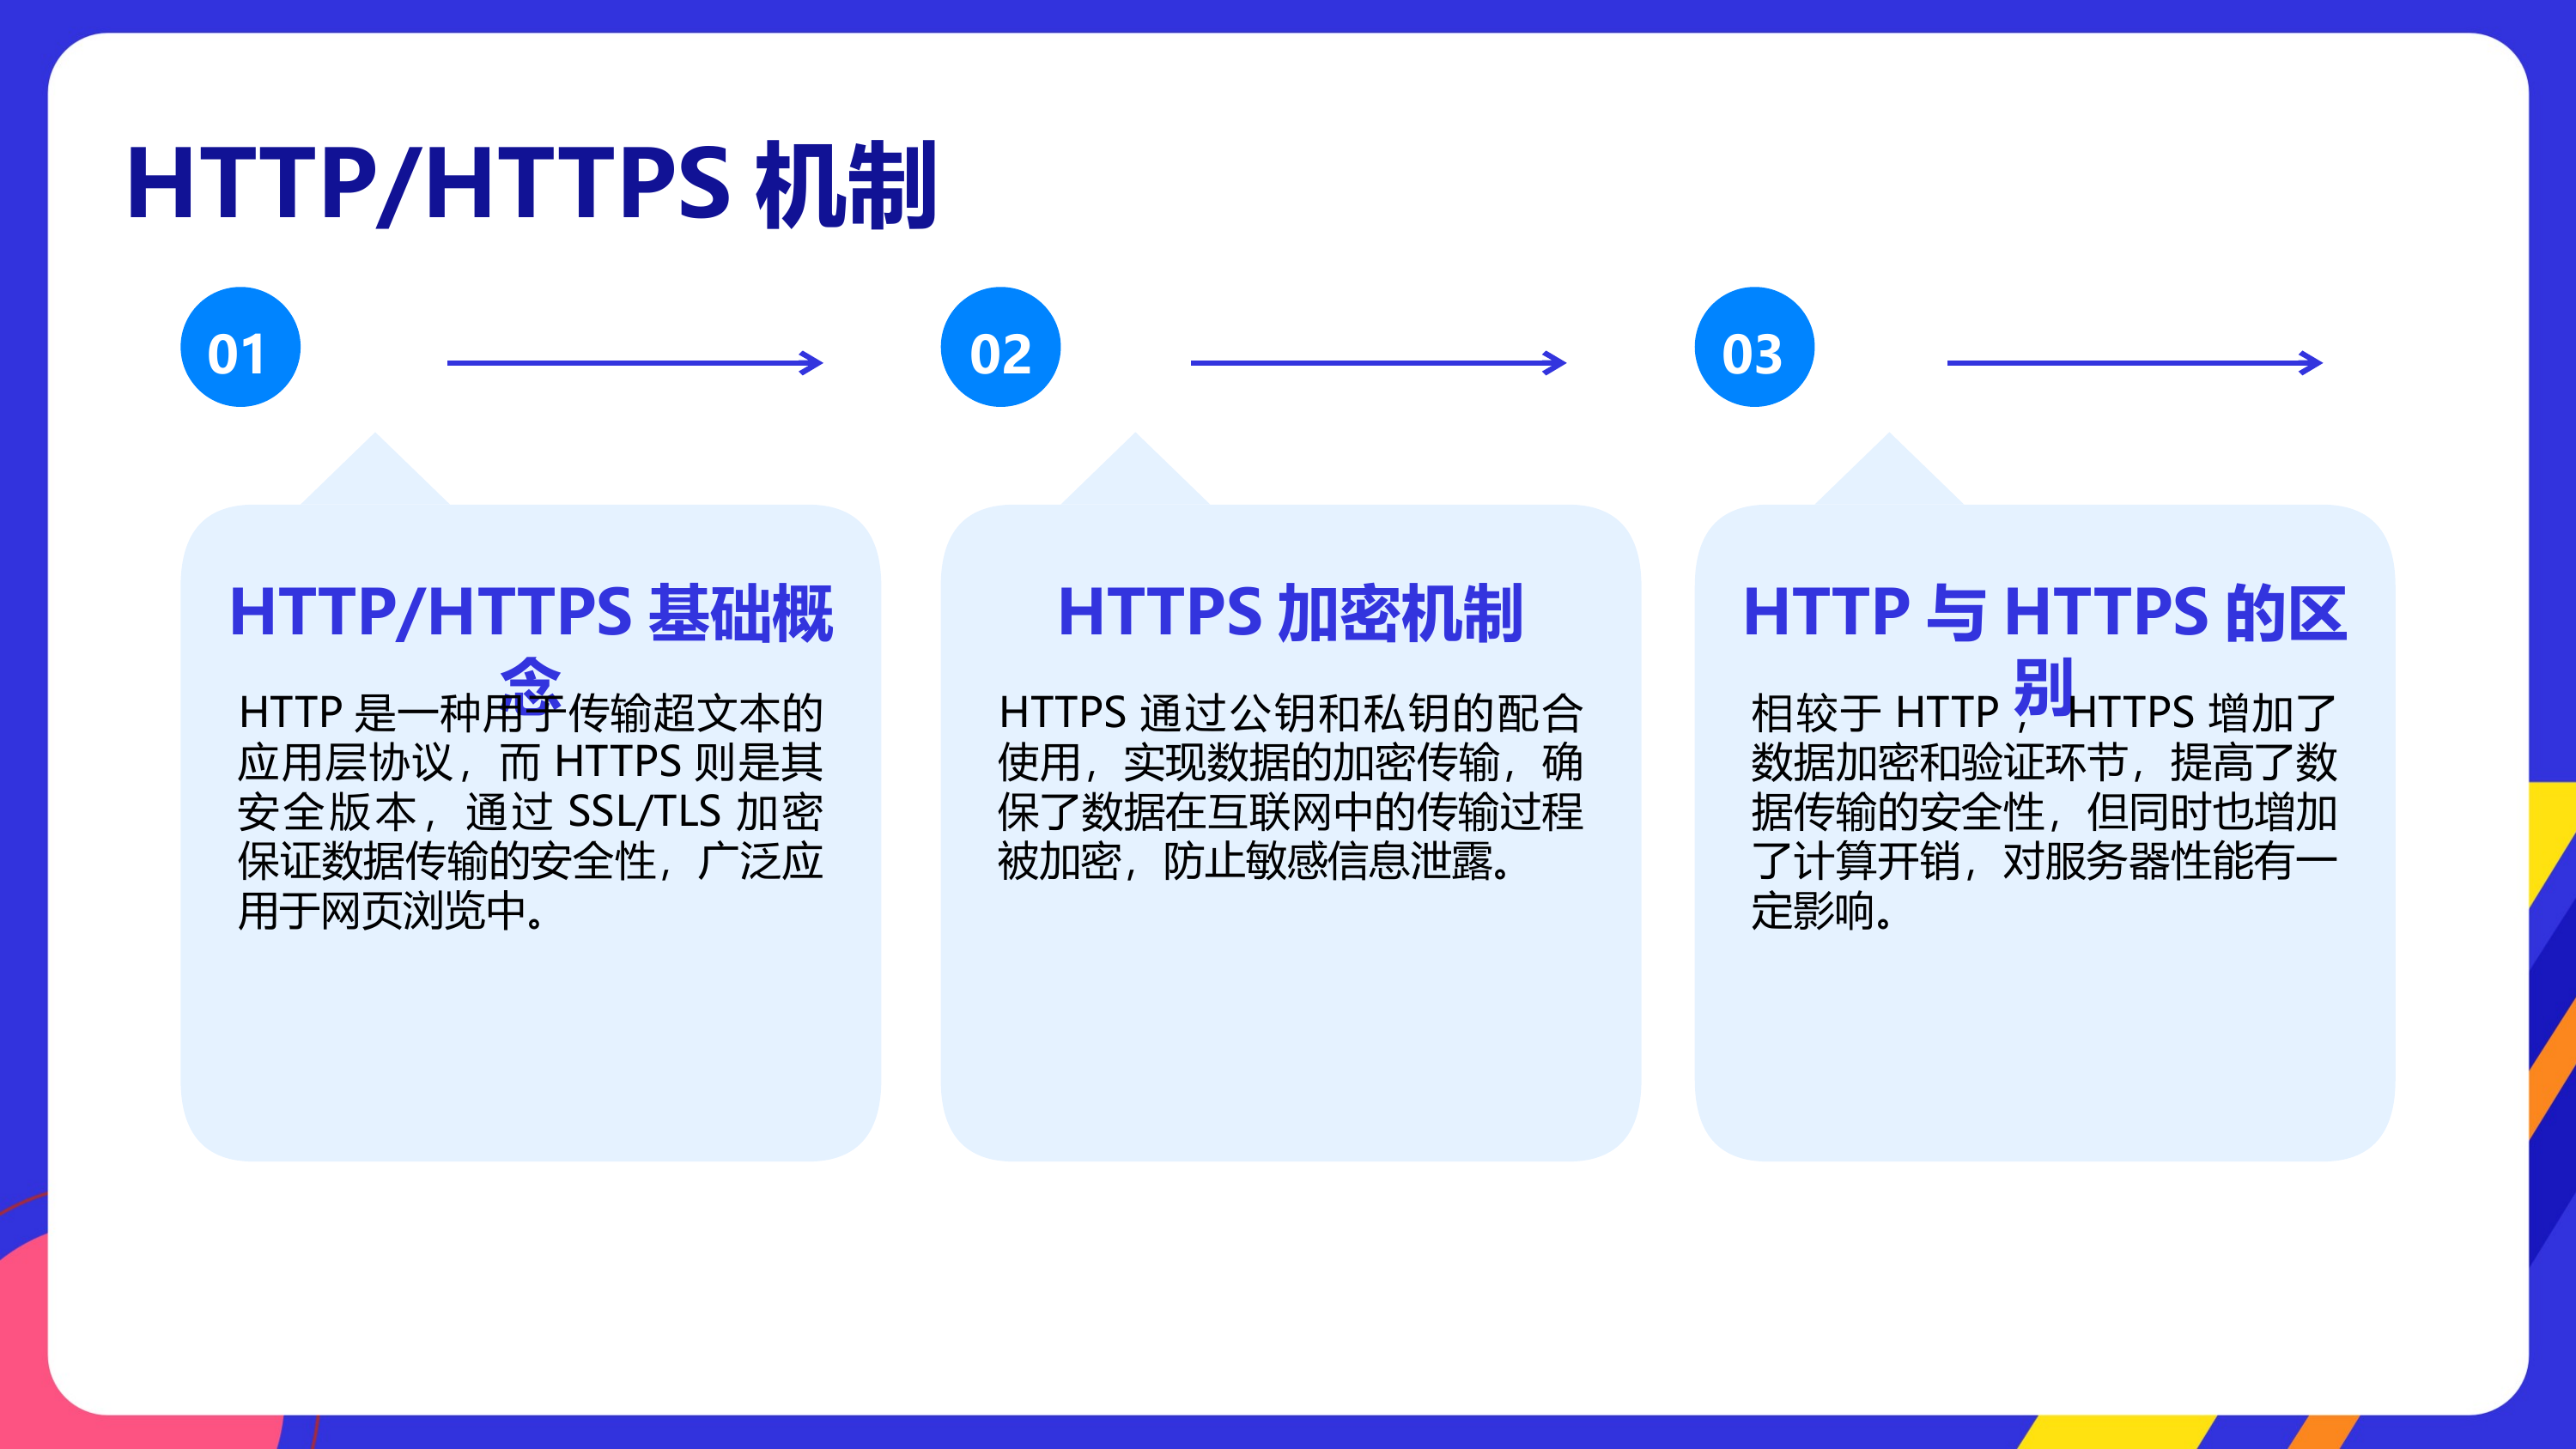 HTTP/HTTPS 机制
01
02
03
HTTP/HTTPS 基础概
念
HTTP 是一种用于传输超文本的
应用层协议，而 HTTPS 则是其
安全版本，通过 SSL/TLS 加密
保证数据传输的安全性，广泛应
用于网页浏览中。
HTTPS 加密机制
HTTPS 通过公钥和私钥的配合
使用，实现数据的加密传输，确
保了数据在互联网中的传输过程
被加密，防止敏感信息泄露。
HTTP 与 HTTPS 的区
别
相较于 HTTP ，HTTPS 增加了
数据加密和验证环节，提高了数
据传输的安全性，但同时也增加
了计算开销，对服务器性能有一
定影响。